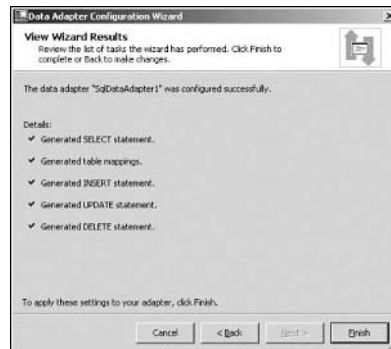 Data Adapter Configuration Wizard
View Wizard Results
Review the list of tasks the wizard has performed. Click Finish to
complete or Back to make changes.
The data adapter "SqlDataAdapter1" was configured successfully.
Details:
Generated SELECT statement.
Generated table mappings.
Generated INSERT statement.
Generated UPDATE statement.
Generated DELETE statement.
To apply these settings to your adapter, click Finish.
Cancel
< Back
Next >
Finish